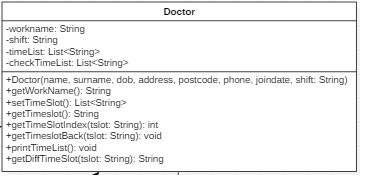 Doctor
-workname: String
-shift: String
-timeList: List<String>
-checkTimeList: List<String>
+Doctor(name, surname, dob, address, postcode, phone, joindate, shift: String)
+getWorkName(): String
+setTimeSlot(): List<String>
+getTimeslot(): String
+getTimeSlotIndex(tslot: String): int
+getTimeslotBack(tslot: String): void
+printTimeList(): void
+getDiffTimeSlot(tslot: String): String